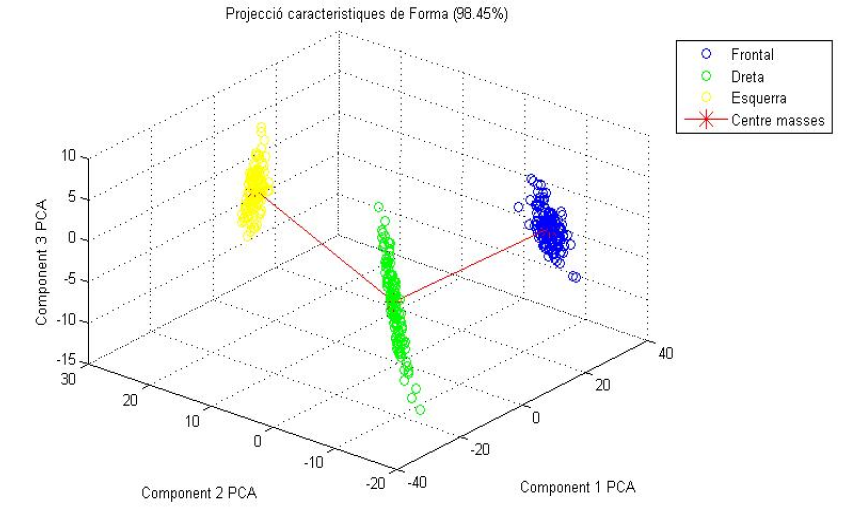 Projecció caracteristiques de Forma (98.45%)
Frontal
Dreta
Esquerra
Centre masses
Component 3 PCA
10
5
0
-5
-10
-15
30
20
10
0
-10
-20
Component 2 PCA
-40
-20
0
20
40
Component 1 PCA